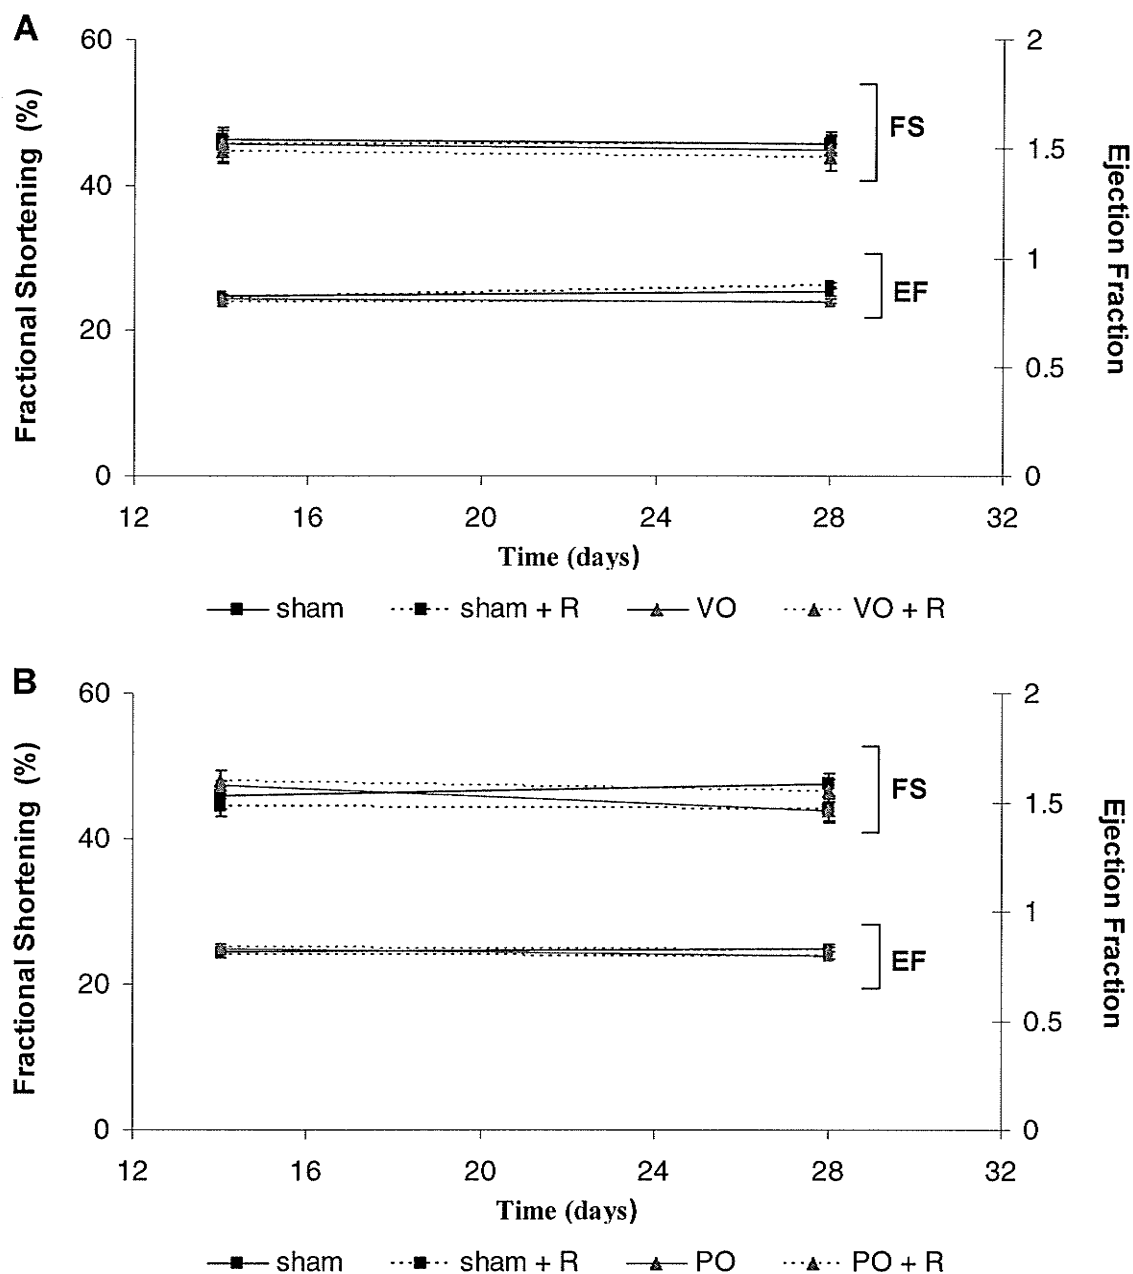 A
60
40
20
0
Fractional Shortening (%)
2
1.5
1
0.5
0
Ejection Fraction
FS
EF
12 16 20 24 28 32
Time (days)
sham sham + R VO VO + R
B
60
40
20
0
Fractional Shortening (%)
2
1.5
1
0.5
0
Ejection Fraction
FS
EF
12 16 20 24 28 32
Time (days)
sham sham + R PO PO + R